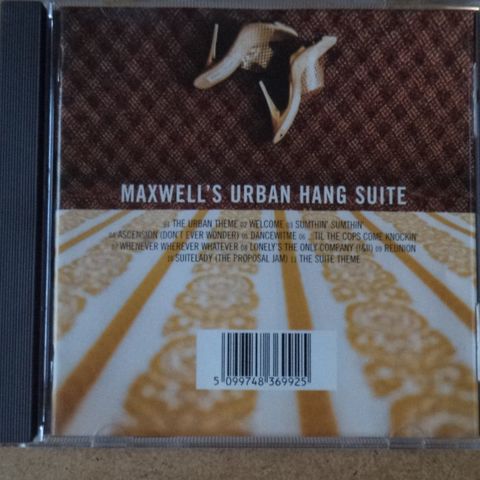 MAXWELL'S URBAN HANG SUITE
01 THE URBAN THEME 02 WELCOME 03 SUMTHIN' SUMTHIN'
04 ASCENSION (DON'T EVER WONDER) 05 DANCEWITME 06 ...'TIL THE COPS COME KNOCKIN'
07 WHENEVER WHEREVER WHATEVER 08 LONELY'S THE ONLY COMPANY (I&II) 09 REUNION
10 SUITELADY (THE PROPOSAL JAM) 11 THE SUITE THEME
5 099748 369925